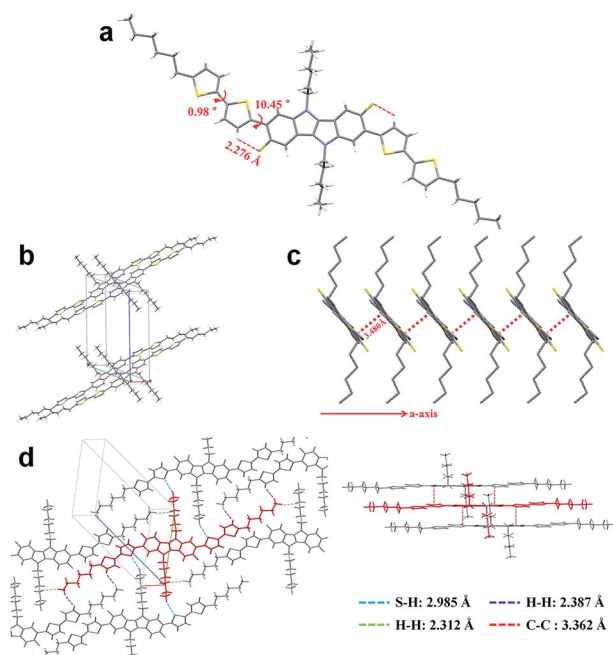 a
0.98 °
10.45 °
2.276 Å
b
c
3.480Å
a-axis
d
S-H: 2.985 Å
H-H: 2.387 Å
H-H: 2.312 Å
C-C : 3.362 Å